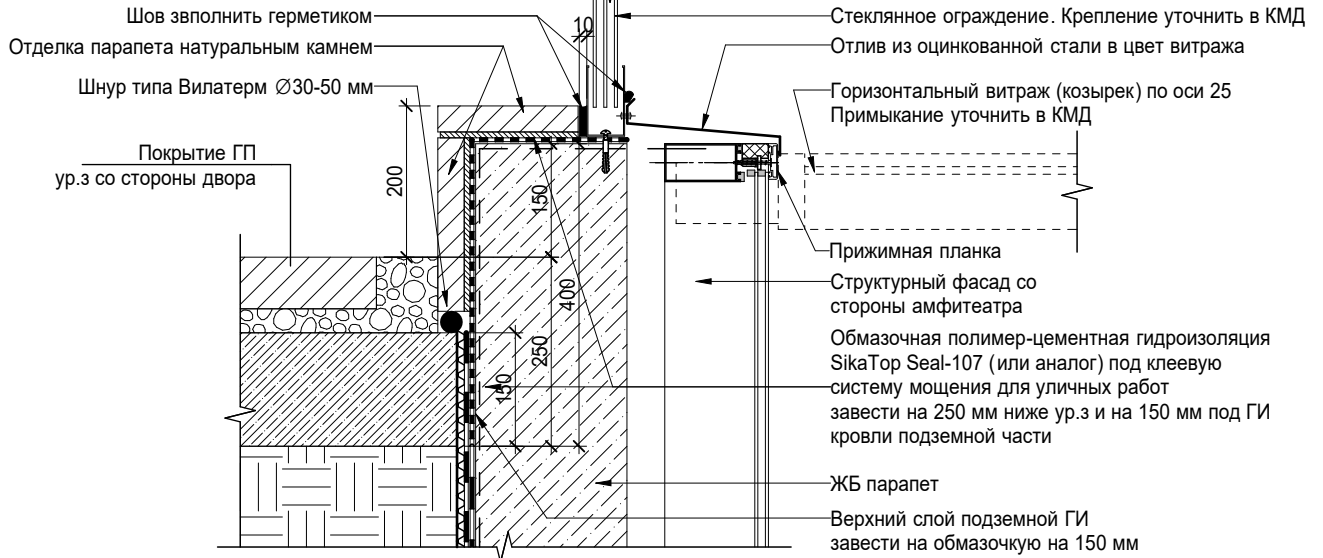 Шов звполнить герметиком
Отделка парапета натуральным камнем
Шнур типа Вилатерм ∅30-50 мм
Покрытие ГП
ур.з со стороны двора
10
200
150
400
250
150
Стеклянное ограждение. Крепление уточнить в КМД
Отлив из оцинкованной стали в цвет витража
Горизонтальный витраж (козырек) по оси 25
Примыкание уточнить в КМД
Прижимная планка
Структурный фасад со
стороны амфитеатра
Обмазочная полимер-цементная гидроизоляция
SikaTop Seal-107 (или аналог) под клеевую
систему мощения для уличных работ
завести на 250 мм ниже ур.з и на 150 мм под ГИ
кровли подземной части
ЖБ парапет
Верхний слой подземной ГИ
завести на обмазочкую на 150 мм